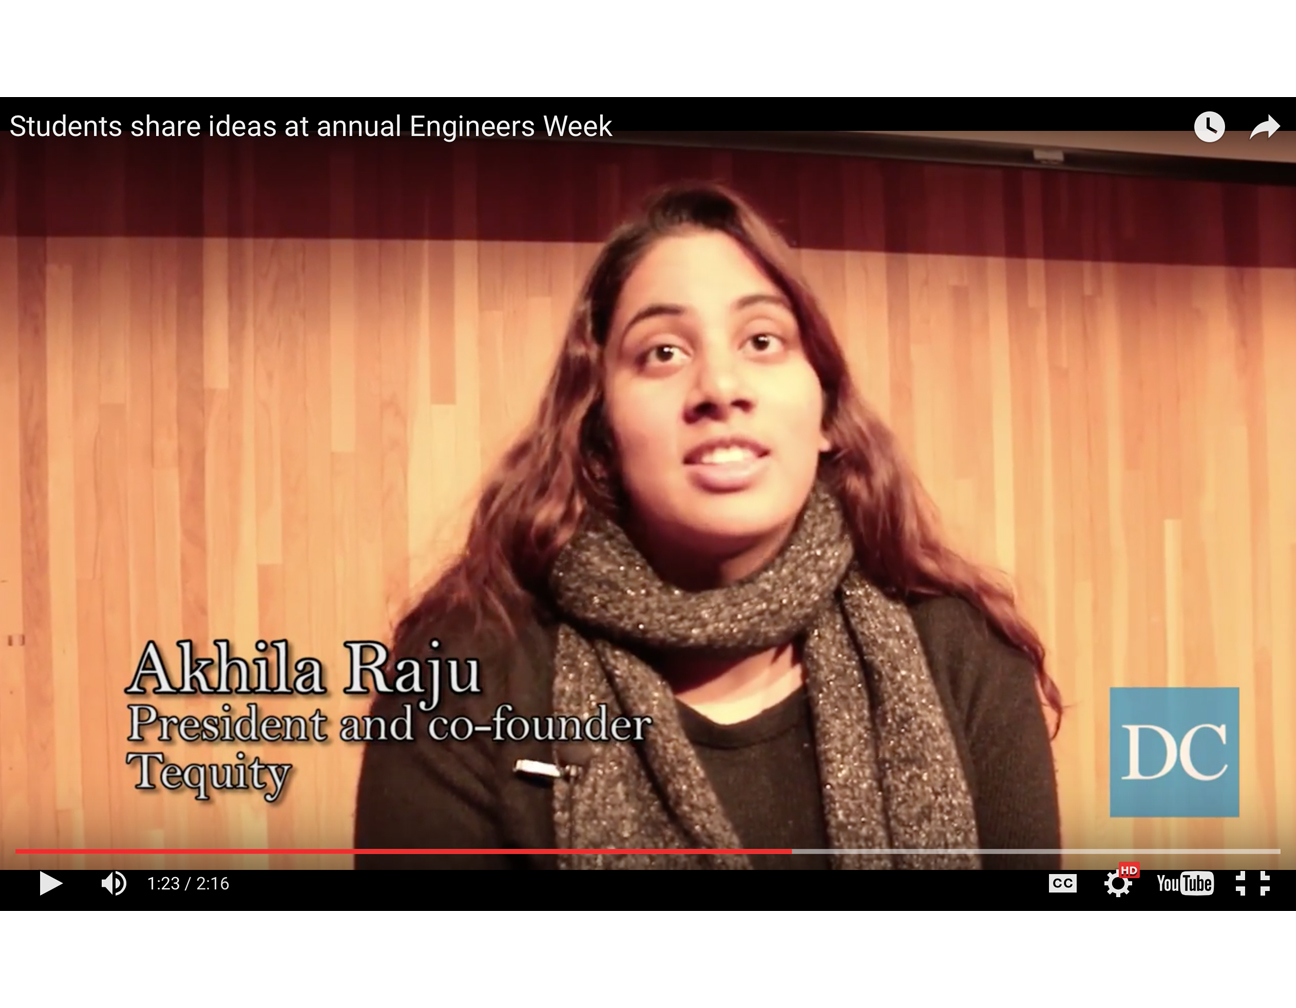 Students share ideas at annual Engineers Week
Akhila Raju
President and co-founder
Tequity
DC
1:23 / 2:16
CC
HD
YouTube